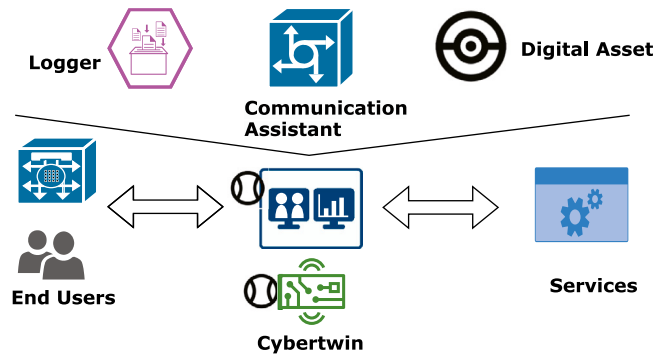 Logger
Communication
Assistant
Digital Asset
End Users
Cybertwin
Services